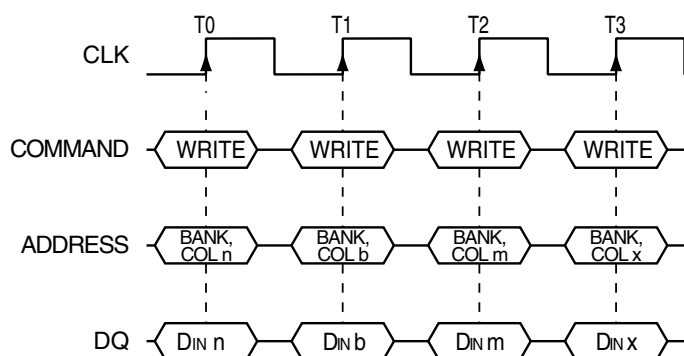 T0 T1 T2 T3
CLK
COMMAND WRITE WRITE WRITE WRITE
ADDRESS BANK, COL n BANK, COL b BANK, COL m BANK, COL x
DQ DIN n DIN b DIN m DIN x